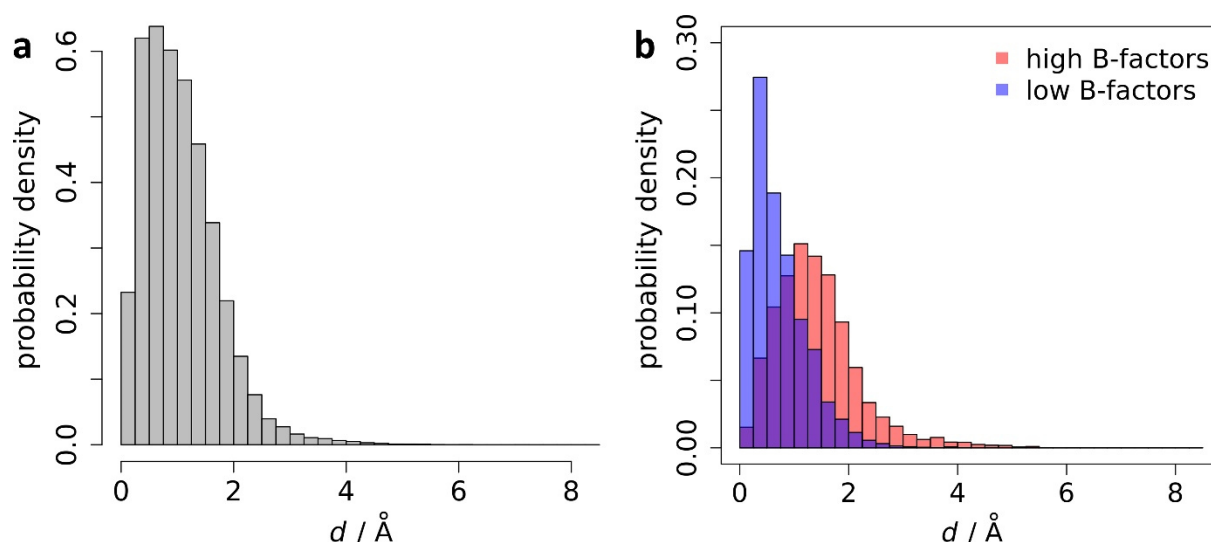 a
probability density
0.6
0.4
0.2
0.0
0 2 4 6 8
d / Å
b
probability density
0.30
0.20
0.10
0.00
high B-factors
low B-factors
0 2 4 6 8
d / Å